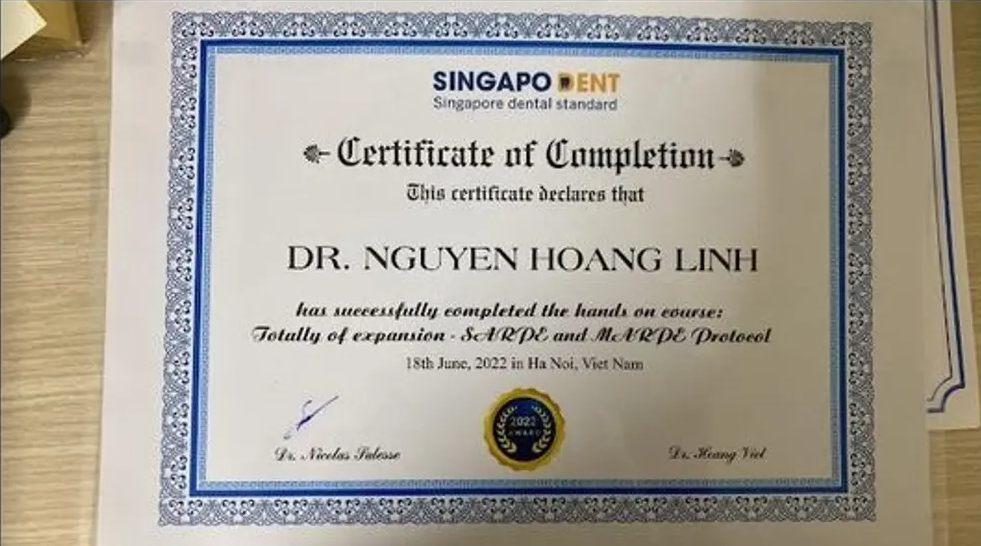 SINGAPO DENT
Singapore dental standard
Certificate of Completion
This certificate declares that
DR. NGUYEN HOANG LINH
has successfully completed the hands on course:
Totally of expansion - SARPE and MARPE Protocol
18th June, 2022 in Ha Noi, Viet Nam
2022
AWARD
Dr. Nicolas Salesse
Dr. Hoang Viet